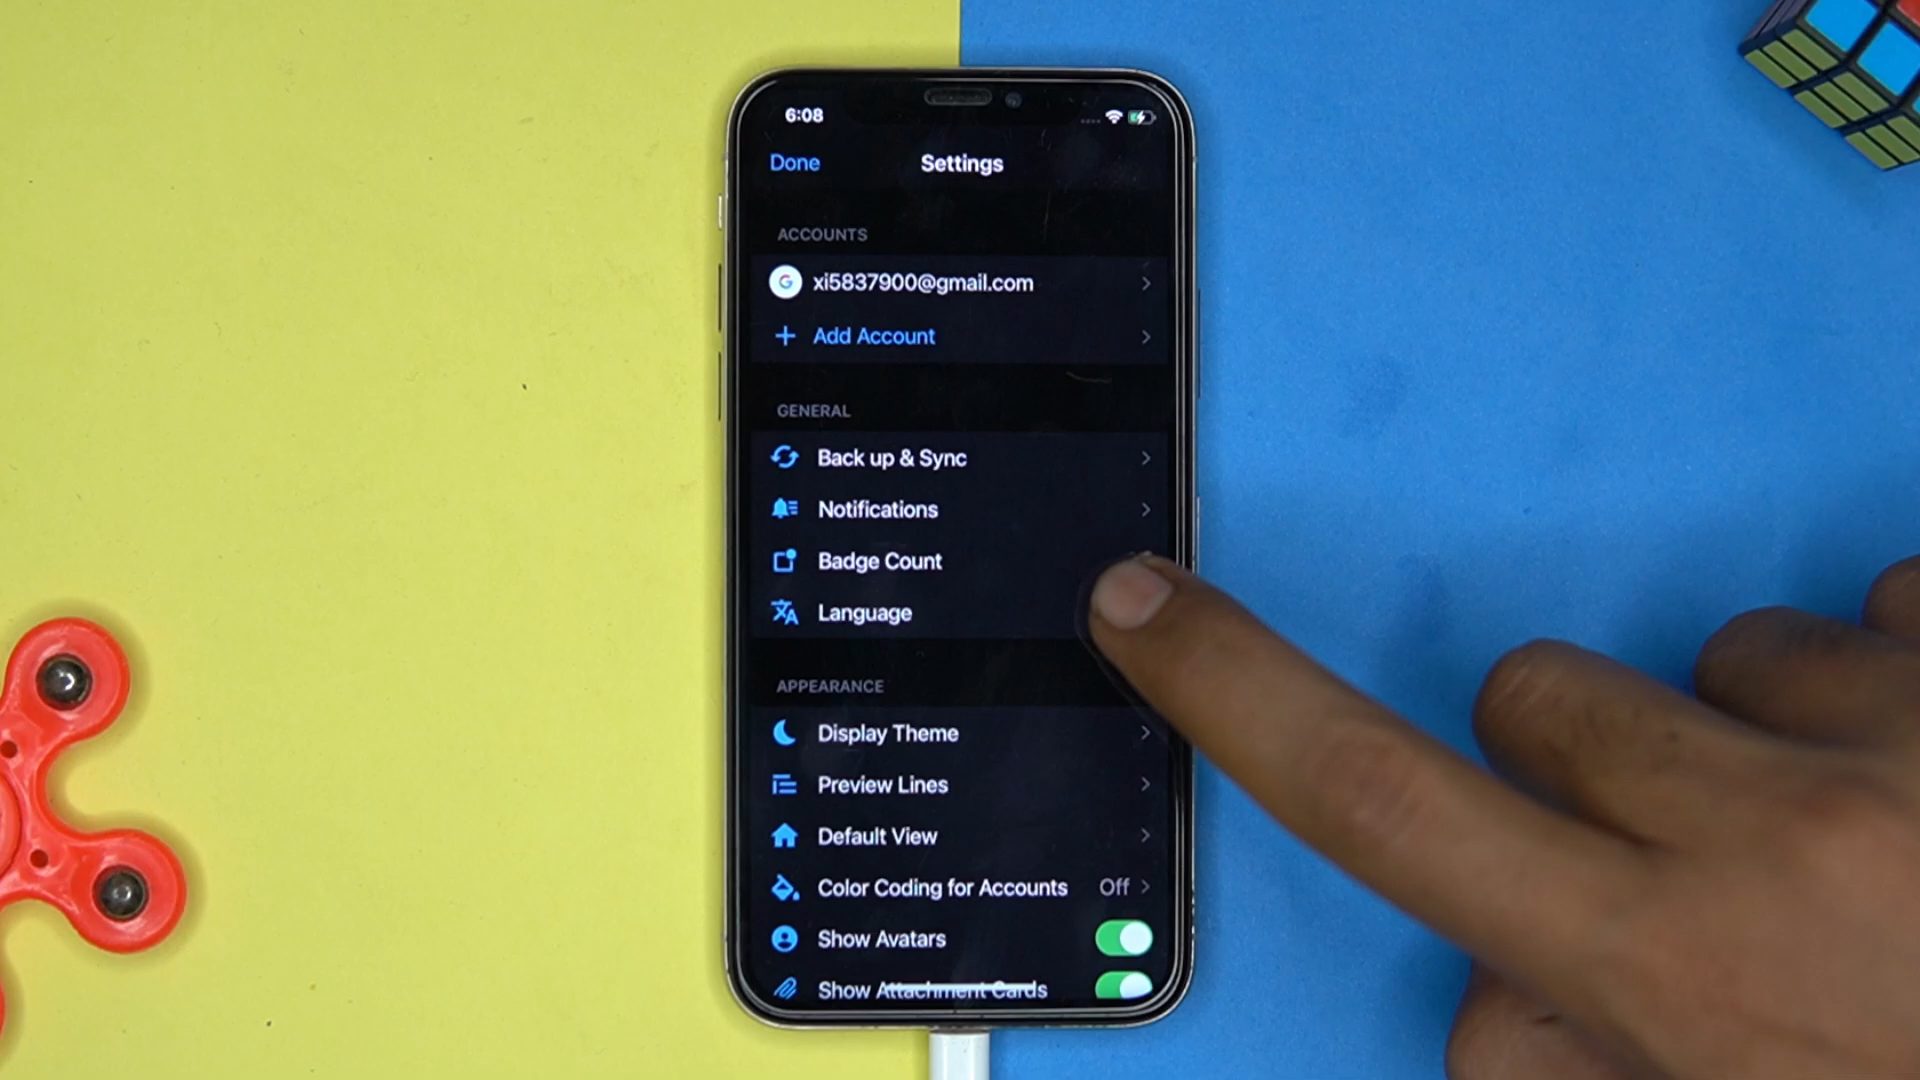 6:08
Done Settings
ACCOUNTS
G xi5837900@gmail.com
Add Account
GENERAL
Back up & Sync
Notifications
Badge Count
Language
APPEARANCE
Display Theme
Preview Lines
Default View
Color Coding for Accounts Off
Show Avatars
Show Attachment Cards